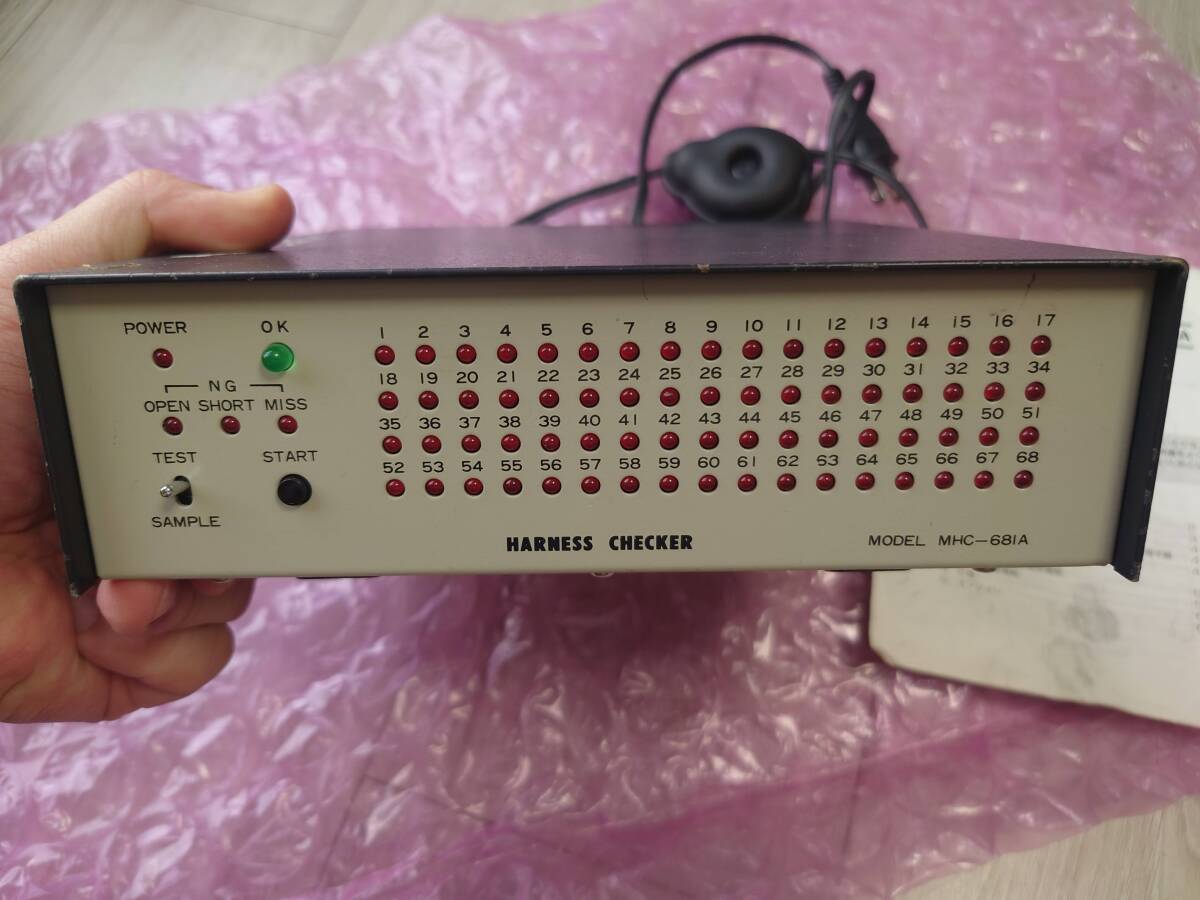 POWER OK
NG
OPEN SHORT MISS
TEST START
SAMPLE
1 2 3 4 5 6 7 8 9 10 11 12 13 14 15 16 17
18 19 20 21 22 23 24 25 26 27 28 29 30 31 32 33 34
35 36 37 38 39 40 41 42 43 44 45 46 47 48 49 50 51
52 53 54 55 56 57 58 59 60 61 62 63 64 65 66 67 68
HARNESS CHECKER
MODEL MHC-681A